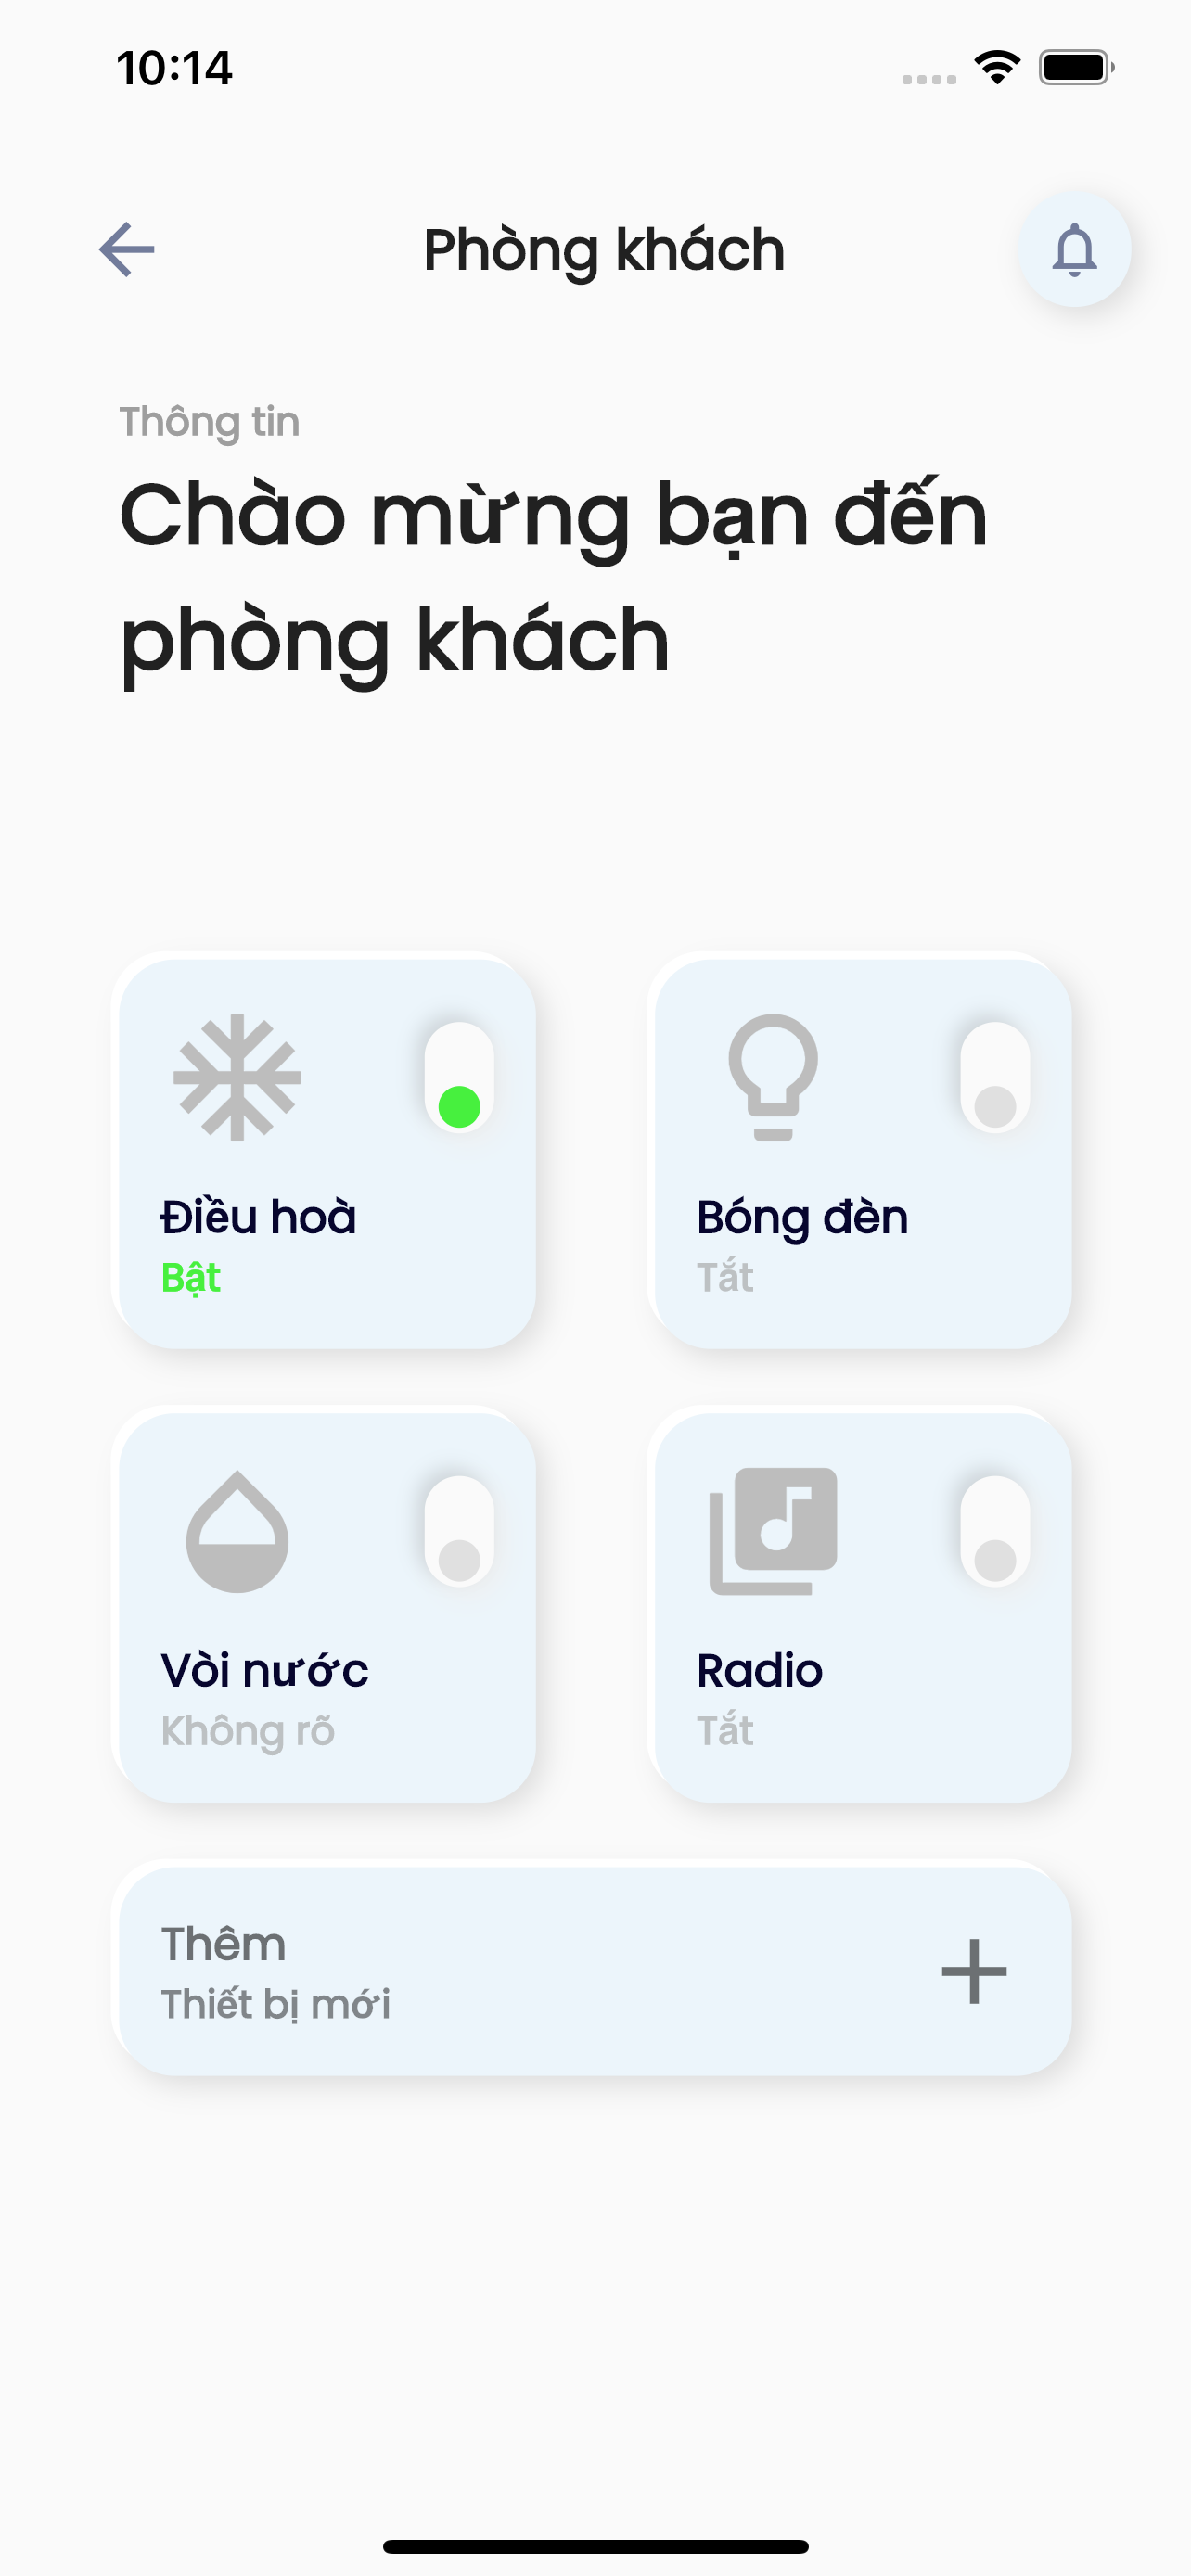 10:14
Phòng khách
Thông tin
Chào mừng bạn đến
phòng khách
Điều hoà
Bật
Bóng đèn
Tắt
Vòi nước
Không rõ
Radio
Tắt
Thêm
Thiết bị mới